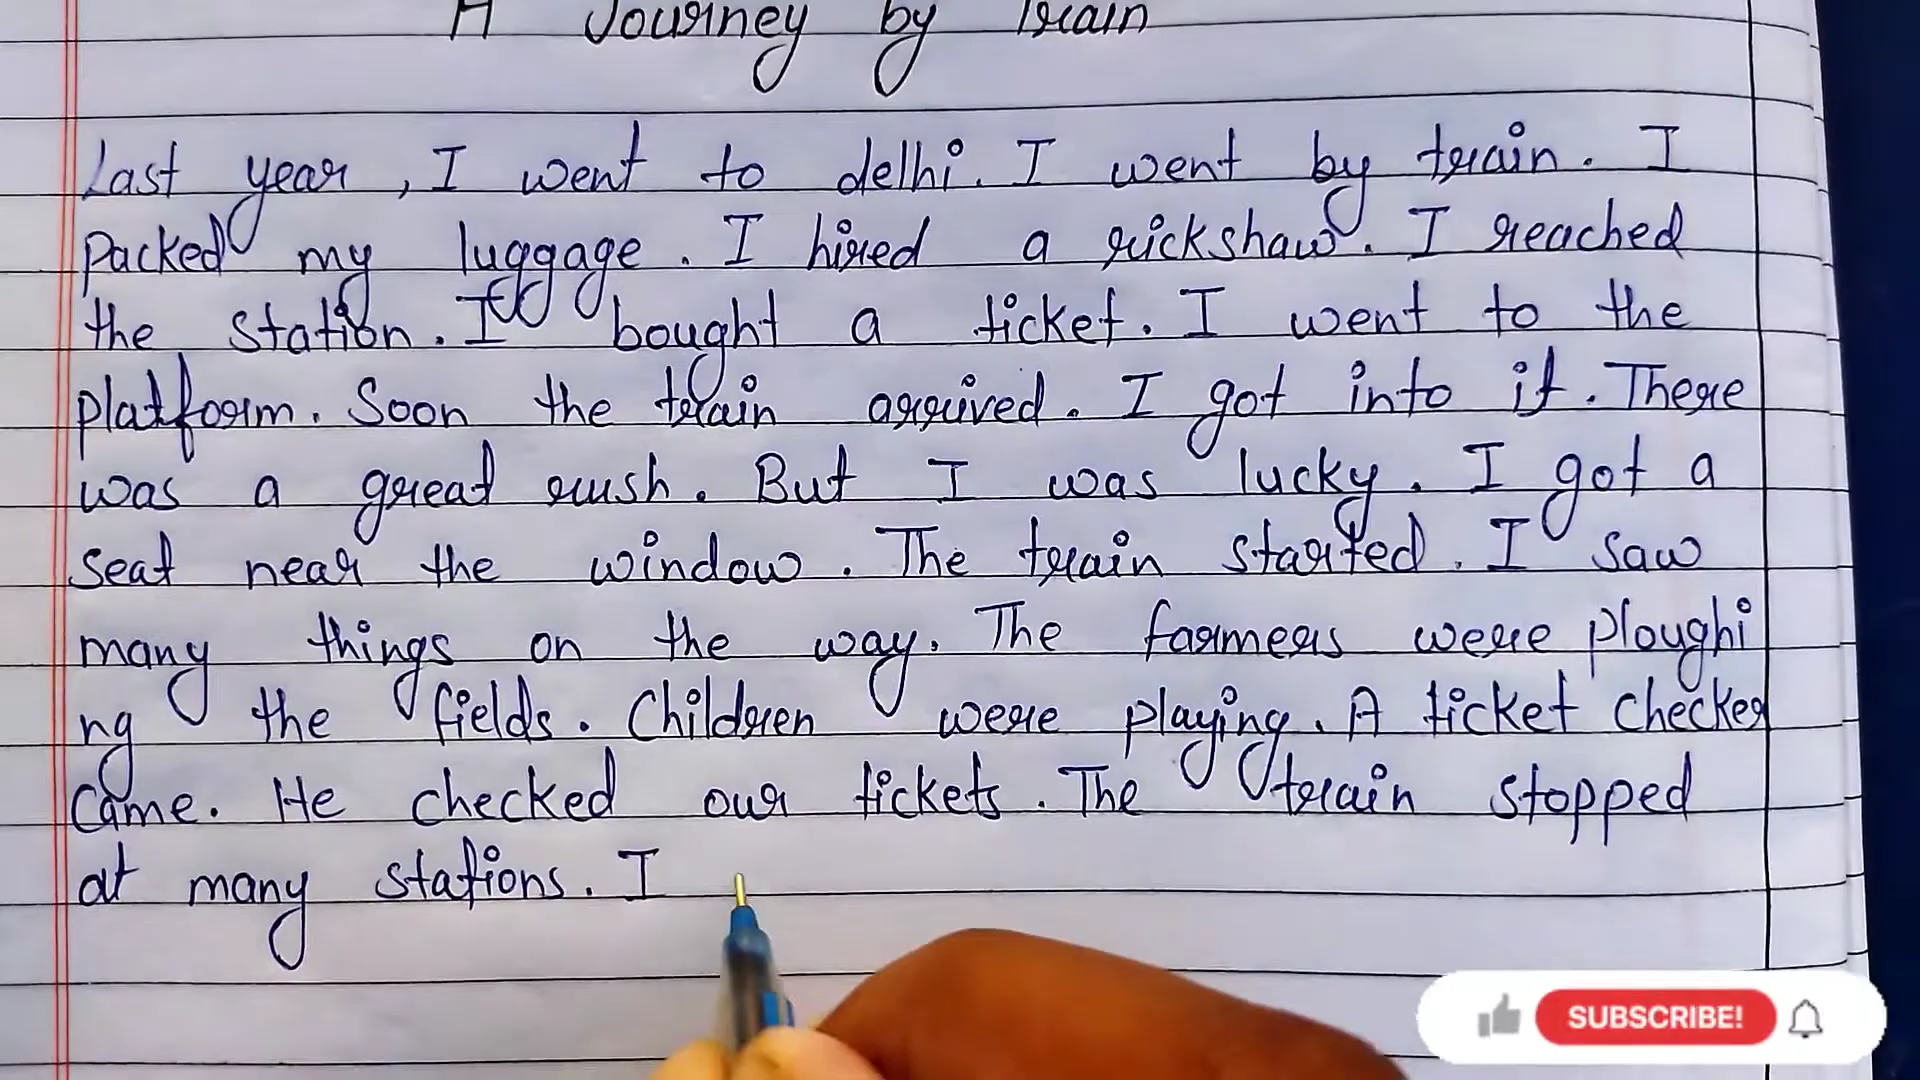 A Journey by train
Last year, I went to delhi. I went by train. I
Packed my luggage. I hired a rickshaw. I reached
the station. I bought a ticket. I went to the
platform. Soon the train arrived. I got into it. There
was a great rush. But I was lucky. I got a
seat near the window. The train started. I saw
many things on the way. The farmers were ploughi
ng the fields. Children were playing. A ticket checker
came. He checked our tickets. The train stopped
at many stations. I
SUBSCRIBE!